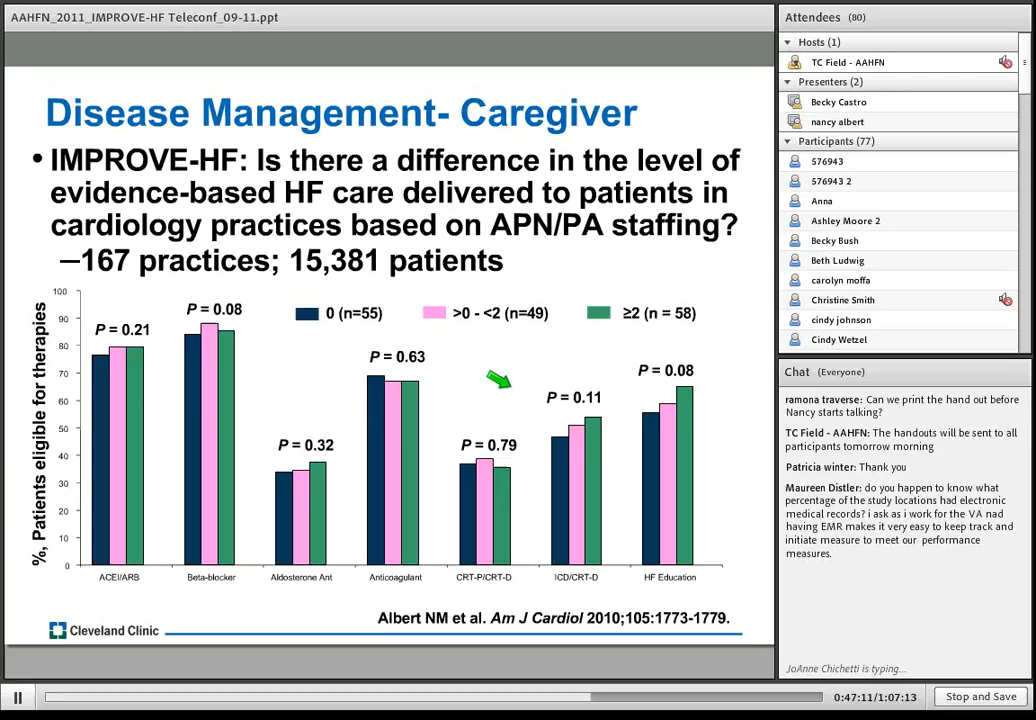 AAHFN_2011_IMPROVE-HF Teleconf_09-11.ppt
Disease Management- Caregiver
• IMPROVE-HF: Is there a difference in the level of
evidence-based HF care delivered to patients in
cardiology practices based on APN/PA staffing?
–167 practices; 15,381 patients
%, Patients eligible for therapies
100
90
80
70
60
50
40
30
20
10
0
0 (n=55)
>0 - <2 (n=49)
≥2 (n = 58)
P = 0.21
P = 0.08
P = 0.32
P = 0.63
P = 0.79
P = 0.11
P = 0.08
ACEI/ARB
Beta-blocker
Aldosterone Ant
Anticoagulant
CRT-P/CRT-D
ICD/CRT-D
HF Education
Albert NM et al. Am J Cardiol 2010;105:1773-1779.
Cleveland Clinic
Attendees (80)
Hosts (1)
TC Field - AAHFN
Presenters (2)
Becky Castro
nancy albert
Participants (77)
576943
576943 2
Anna
Ashley Moore 2
Becky Bush
Beth Ludwig
carolyn moffa
Christine Smith
cindy johnson
Cindy Wetzel
Chat (Everyone)
ramona traverse: Can we print the hand out before
Nancy starts talking?
TC Field - AAHFN: The handouts will be sent to all
participants tomorrow morning
Patricia winter: Thank you
Maureen Distler: do you happen to know what
percentage of the study locations had electronic
medical records? i ask as i work for the VA nad
having EMR makes it very easy to keep track and
initiate measure to meet our performance
measures.
JoAnne Chichetti is typing...
0:47:11/1:07:13
Stop and Save